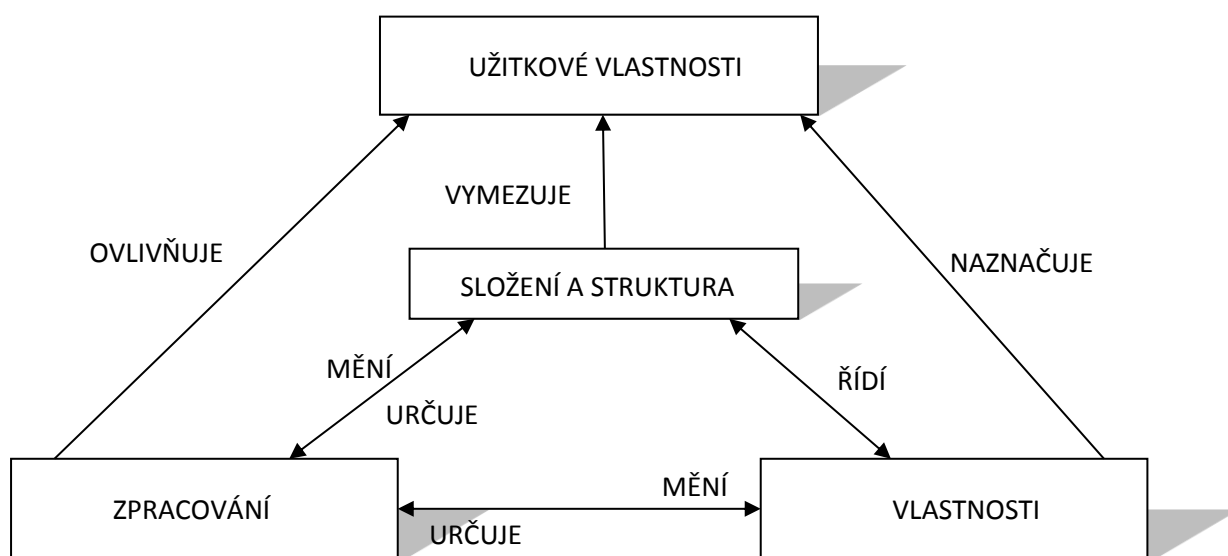 UŽITKOVÉ VLASTNOSTI
VYMEZUJE
OVLIVŇUJE
NAZNAČUJE
SLOŽENÍ A STRUKTURA
MĚNÍ
ŘÍDÍ
URČUJE
MĚNÍ
ZPRACOVÁNÍ
VLASTNOSTI
URČUJE